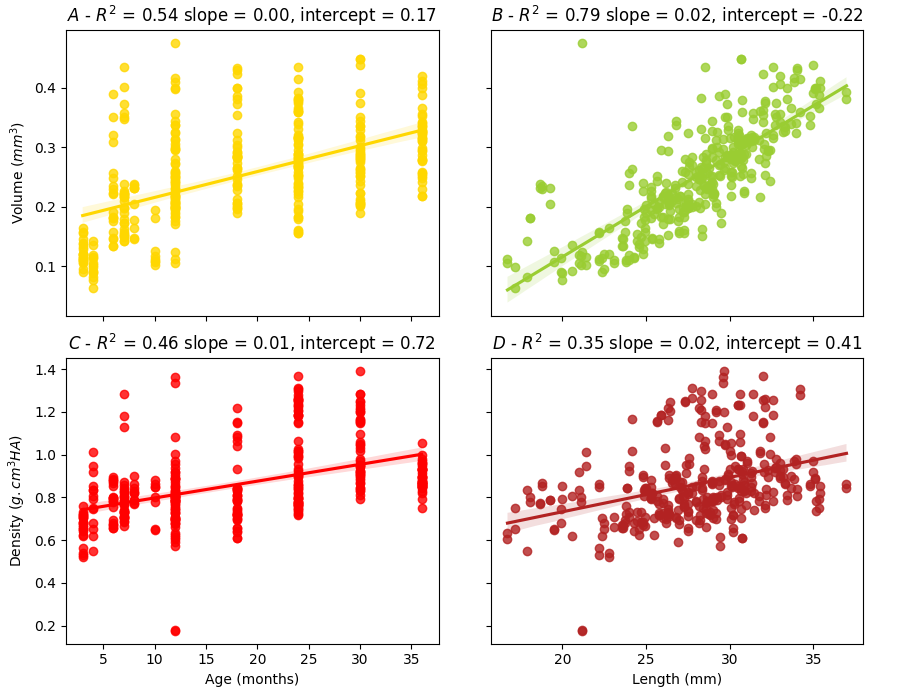 A - R² = 0.54 slope = 0.00, intercept = 0.17
B - R² = 0.79 slope = 0.02, intercept = -0.22
Volume (mm³)
0.4
0.3
0.2
0.1
C - R² = 0.46 slope = 0.01, intercept = 0.72
D - R² = 0.35 slope = 0.02, intercept = 0.41
Density (g.cm³HA)
1.4
1.2
1.0
0.8
0.6
0.4
0.2
5 10 15 20 25 30 35
20 25 30 35
Age (months)
Length (mm)